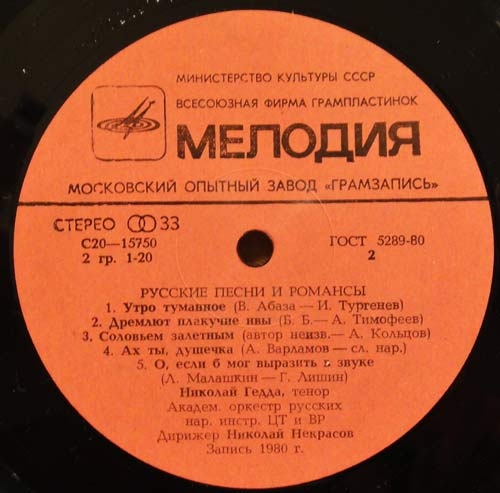 МИНИСТЕРСТВО КУЛЬТУРЫ СССР
ВСЕСОЮЗНАЯ ФИРМА ГРАМПЛАСТИНОК
МЕЛОДИЯ
МОСКОВСКИЙ ОПЫТНЫЙ ЗАВОД «ГРАМЗАПИСЬ»
СТЕРЕО 33
С20—15750 ГОСТ 5289-80
2 гр. 1-20 2
РУССКИЕ ПЕСНИ И РОМАНСЫ
1. Утро туманное (В. Абаза — И. Тургенев)
2. Дремлют плакучие ивы (Б. Б. — А. Тимофеев)
3. Соловьем залетным (автор неизв. — А. Кольцов)
4. Ах ты, душечка (А. Варламов — сл. нар.)
5. О, если б мог выразить в звуке
(Л. Малашкин — Г. Лишин)
Николай Гедда, тенор
Академ. оркестр русских
нар. инстр. ЦТ и ВР
Дирижер Николай Некрасов
Запись 1980 г.